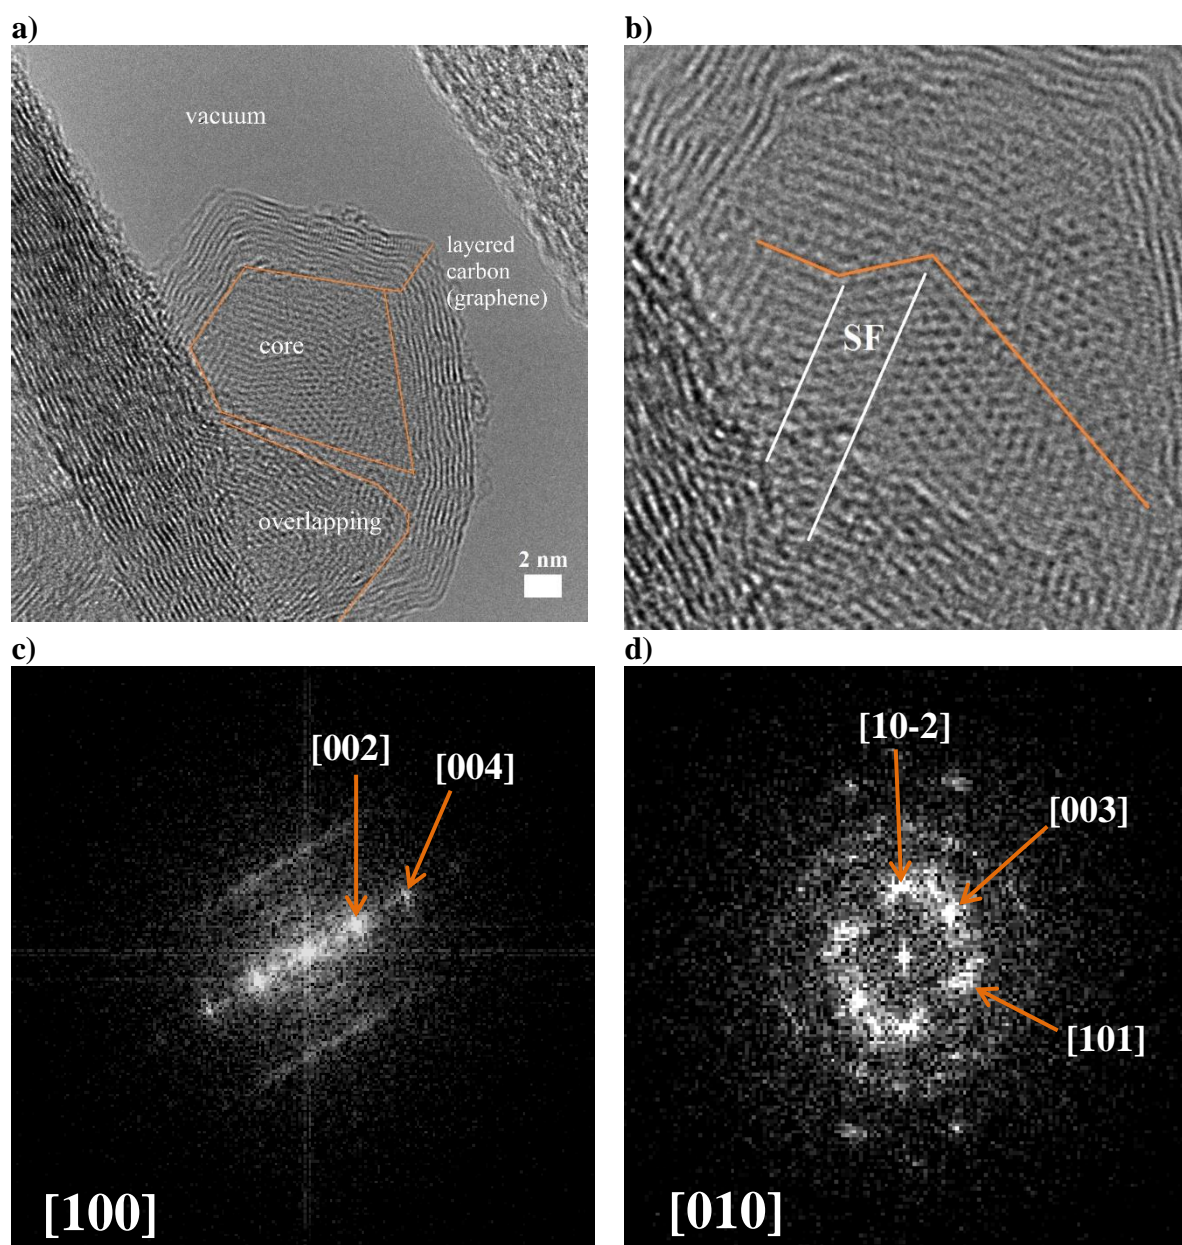 a)
b)
vacuum
layered
carbon
(graphene)
core
overlapping
2 nm
SF
c)
d)
[002]
[004]
[100]
[10-2]
[003]
[101]
[010]